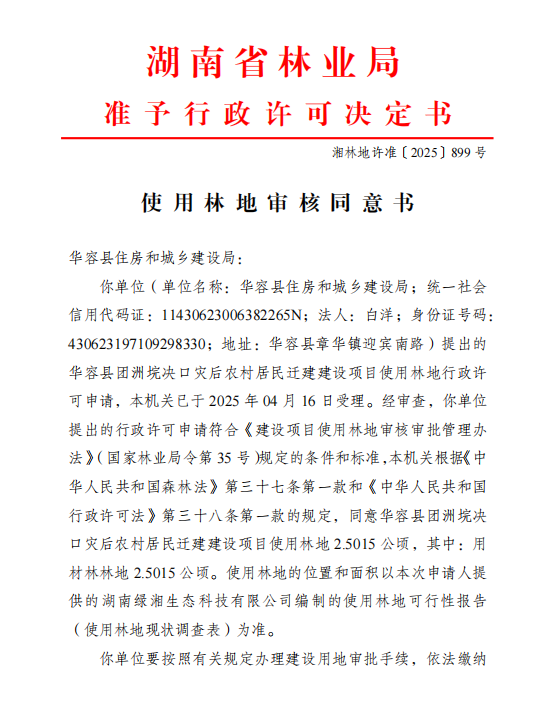 湖南省林业局
准予行政许可决定书
湘林地许准〔2025〕899 号
使用林地审核同意书
华容县住房和城乡建设局：
你单位（单位名称：华容县住房和城乡建设局；统一社会
信用代码证：11430623006382265N；法人：白洋；身份证号码：
430623197109298330；地址：华容县章华镇迎宾南路）提出的
华容县团洲垸决口灾后农村居民迁建建设项目使用林地行政许
可申请，本机关已于 2025 年 04 月 16 日受理。经审查，你单位
提出的行政许可申请符合《建设项目使用林地审核审批管理办
法》（国家林业局令第 35 号）规定的条件和标准，本机关根据《中
华人民共和国森林法》第三十七条第一款和《中华人民共和国
行政许可法》第三十八条第一款的规定，同意华容县团洲垸决
口灾后农村居民迁建建设项目使用林地 2.5015 公顷，其中：用
材林林地 2.5015 公顷。使用林地的位置和面积以本次申请人提
供的湖南绿湘生态科技有限公司编制的使用林地可行性报告
（使用林地现状调查表）为准。
你单位要按照有关规定办理建设用地审批手续，依法缴纳